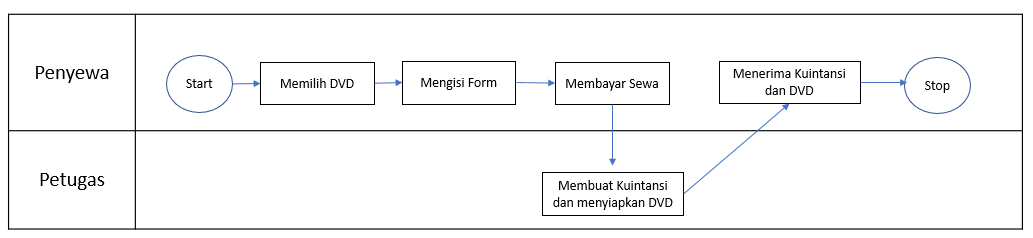 Penyewa
Start
Memilih DVD
Mengisi Form
Membayar Sewa
Menerima Kuintansi
dan DVD
Stop
Petugas
Membuat Kuintansi
dan menyiapkan DVD